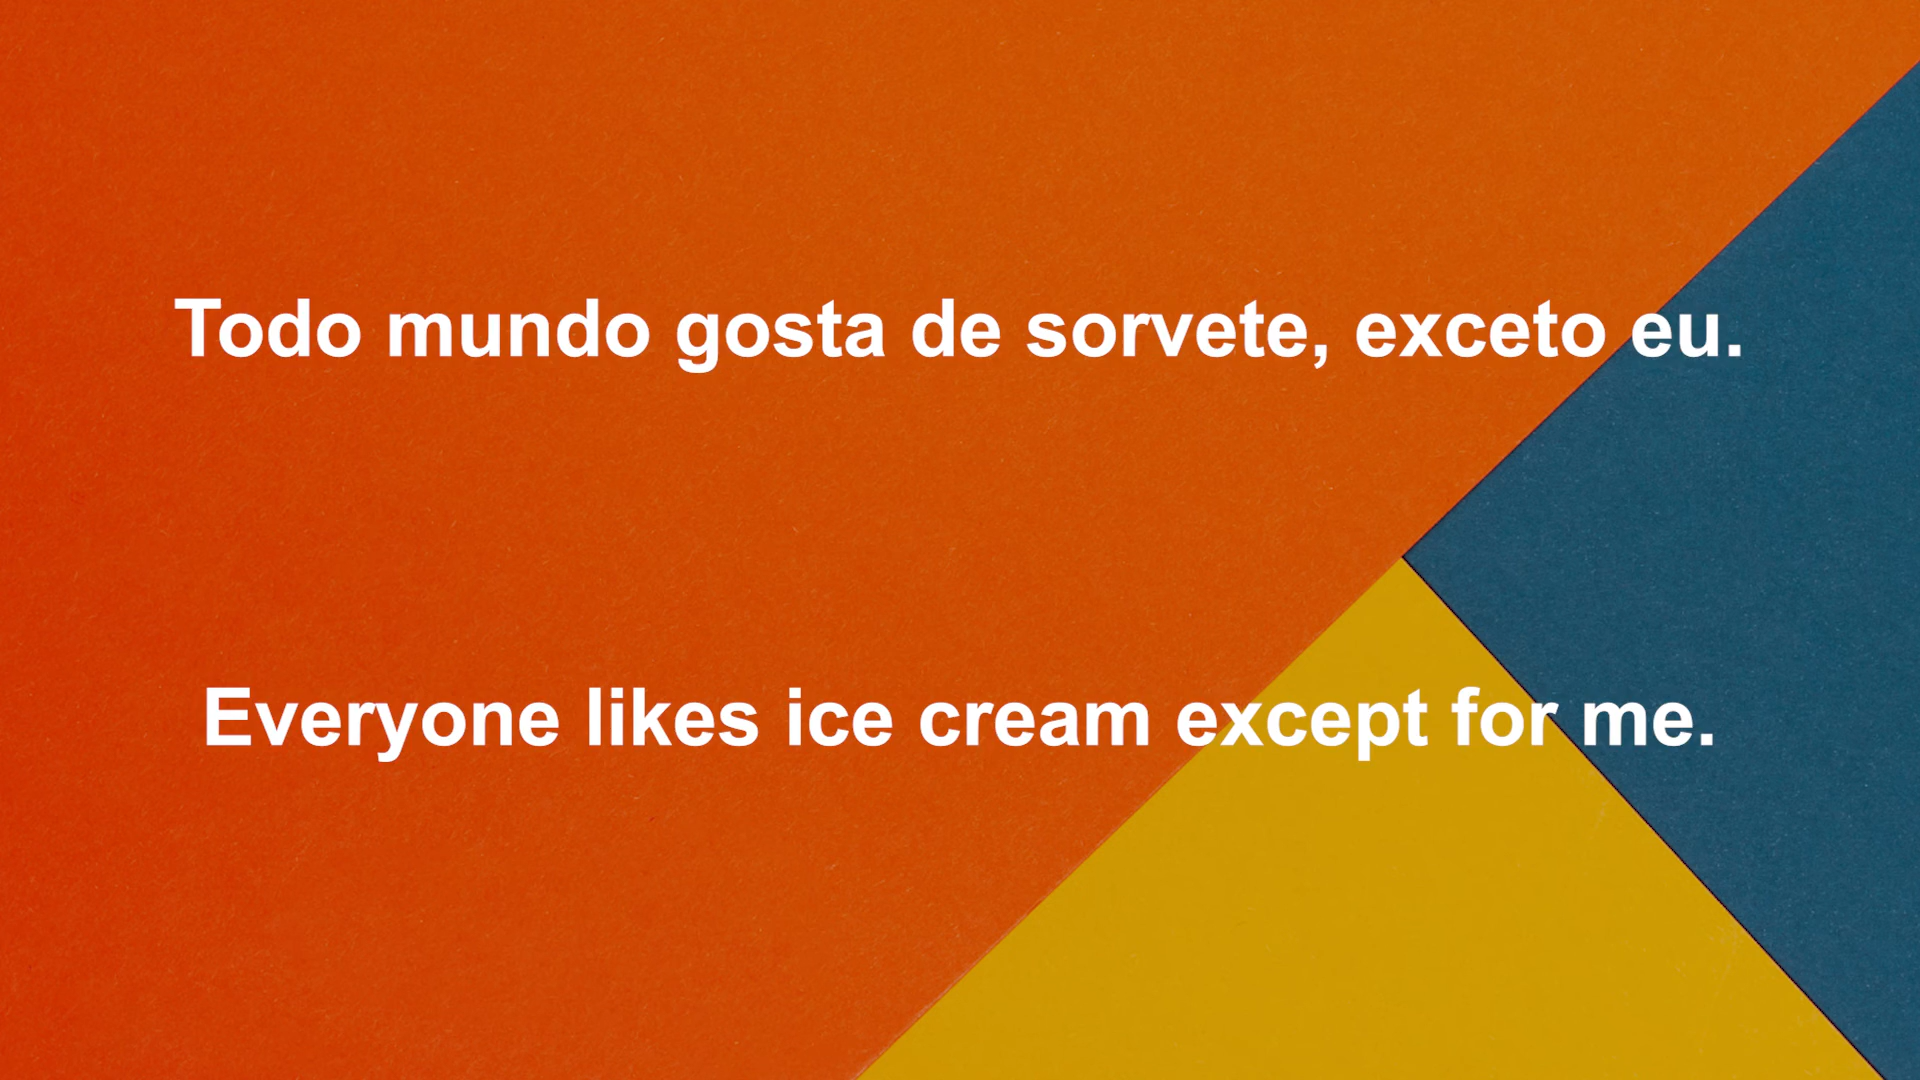 Todo mundo gosta de sorvete, exceto eu.
Everyone likes ice cream except for me.